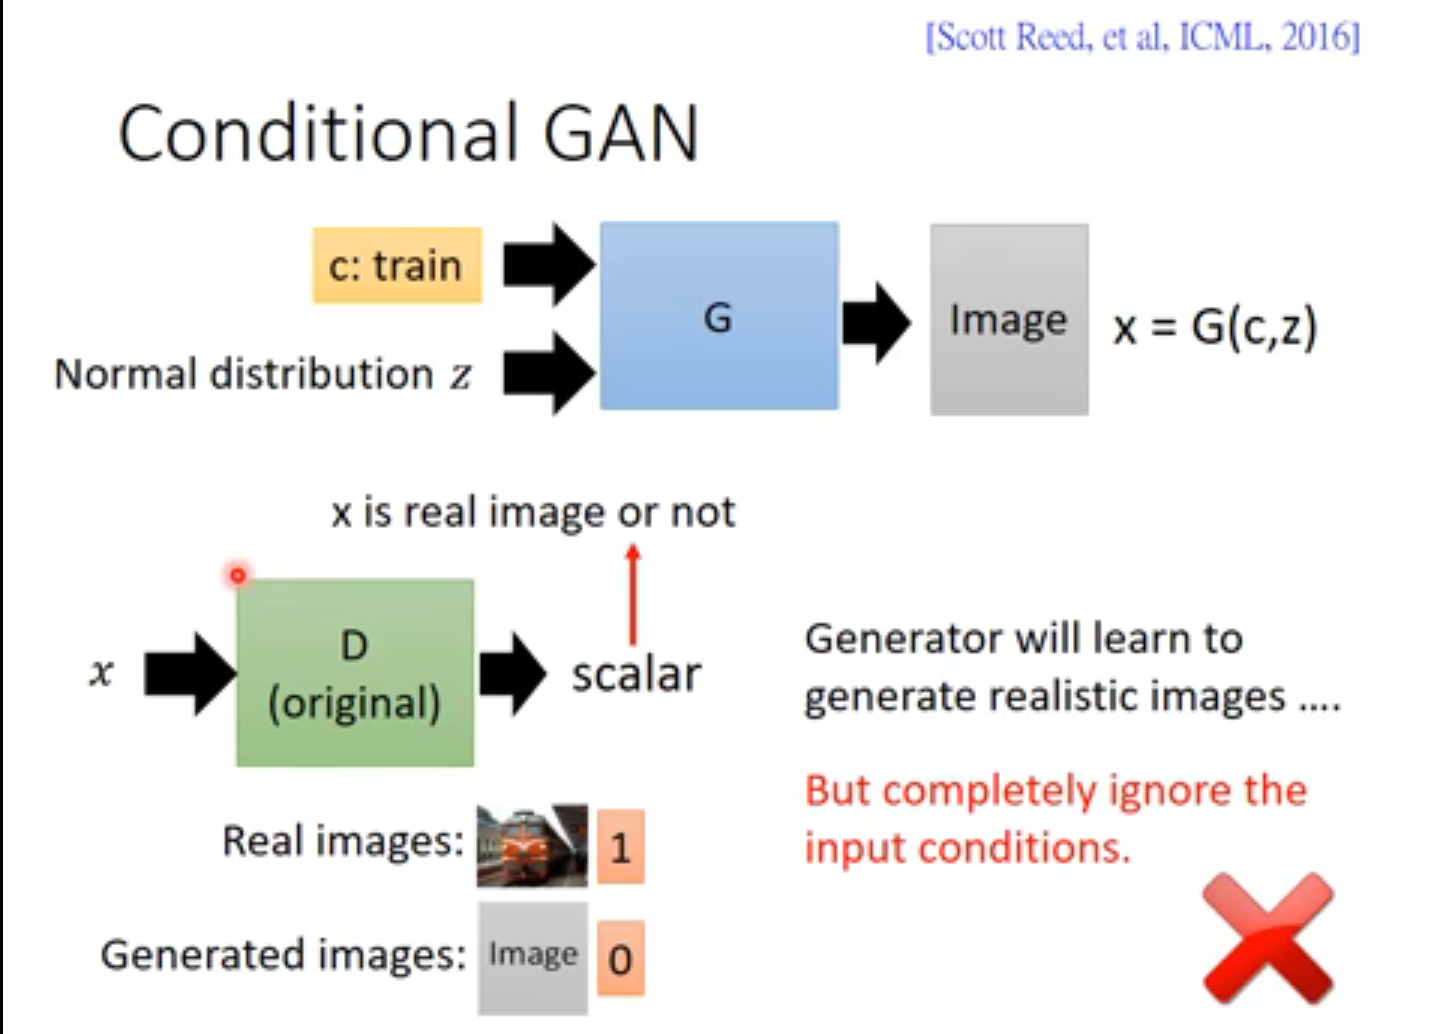 [Scott Reed, et al, ICML, 2016]
Conditional GAN
c: train
Normal distribution z
G
Image
x = G(c,z)
x is real image or not
x
D
(original)
scalar
Generator will learn to
generate realistic images ....
But completely ignore the
input conditions.
Real images:
1
Generated images:
Image
0